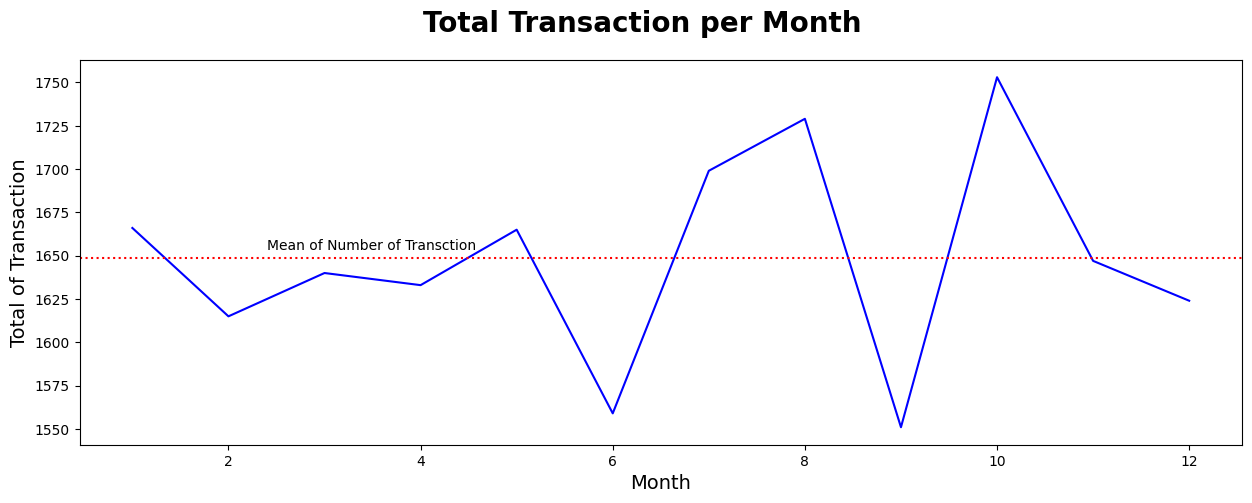 Total Transaction per Month
Total of Transaction
1750
1725
1700
1675
1650
1625
1600
1575
1550
Mean of Number of Transction
2 4 6 8 10 12
Month